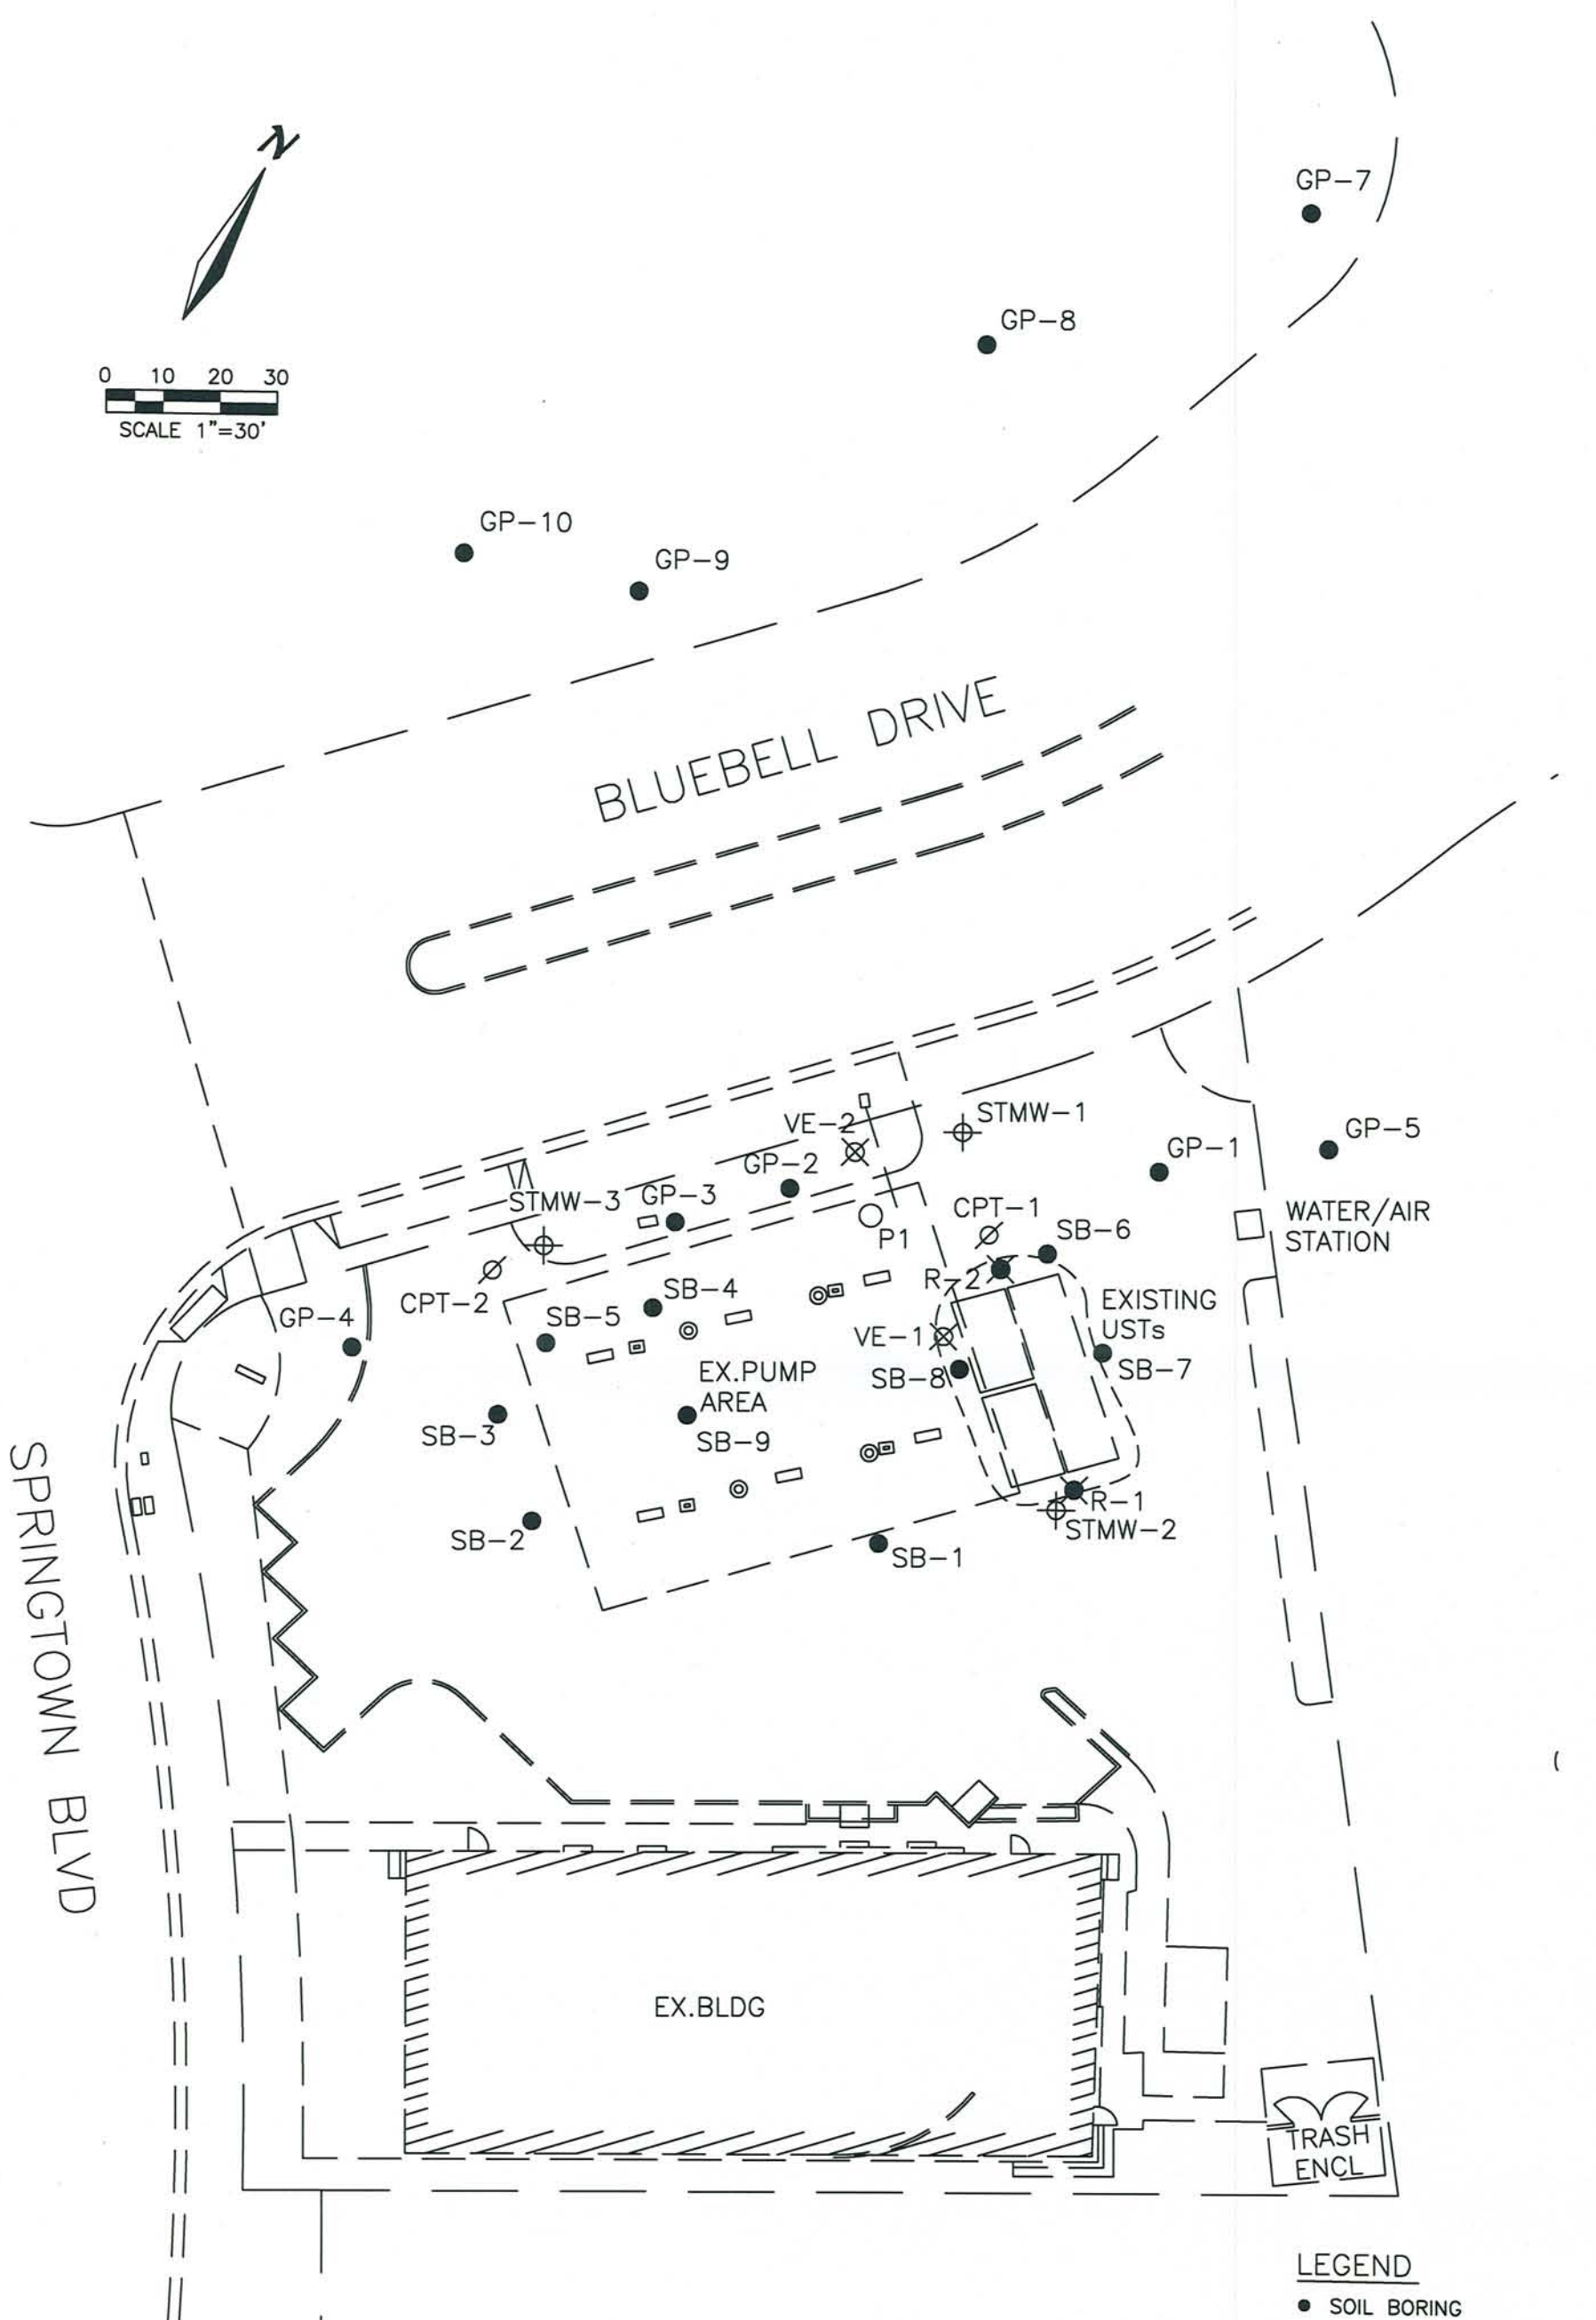 N
GP-7
GP-8
0 10 20 30
SCALE 1"=30'
GP-10
GP-9
BLUEBELL DRIVE
VE-2
STMW-1
GP-5
GP-1
GP-2
STMW-3
GP-3
CPT-1
P1
SB-6
WATER/AIR
STATION
CPT-2
R-2
SB-4
SB-5
GP-4
EXISTING
USTs
VE-1
SB-8
SB-7
EX.PUMP
AREA
SB-3
SB-9
R-1
STMW-2
SB-2
SB-1
SPRINGTOWN BLVD
EX.BLDG
TRASH
ENCL
LEGEND
SOIL BORING